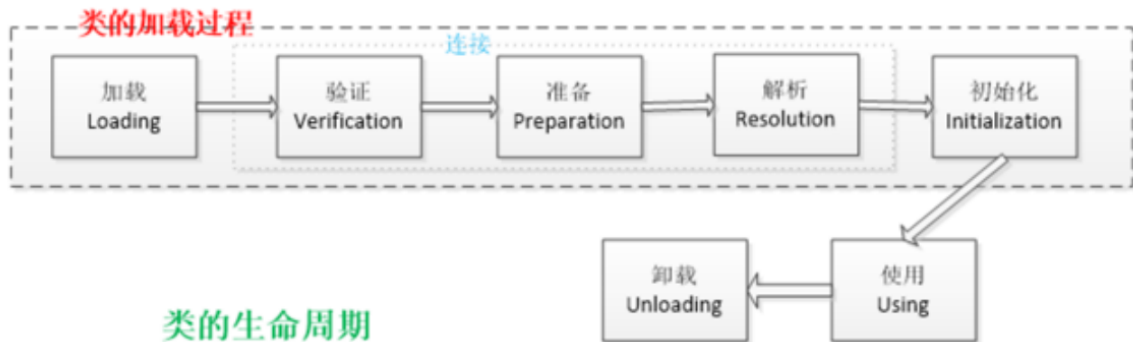 类的加载过程
连接
加载
Loading
验证
Verification
准备
Preparation
解析
Resolution
初始化
Initialization
卸载
Unloading
使用
Using
类的生命周期